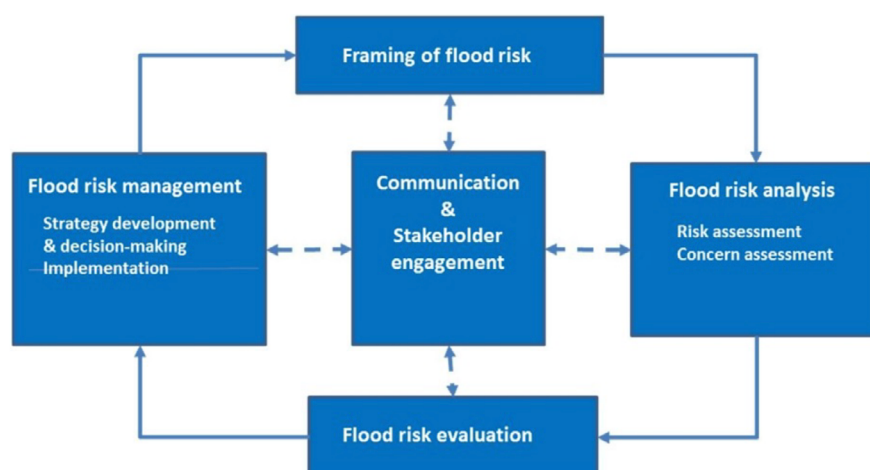 Framing of flood risk
Flood risk management
Strategy development
& decision-making
Implementation
Communication
&
Stakeholder
engagement
Flood risk analysis
Risk assessment
Concern assessment
Flood risk evaluation